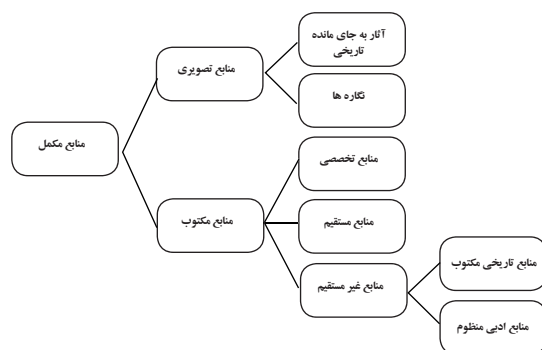 منابع مکمل
منابع تصویری
آثار به جای مانده
تاریخی
نگاره ها
منابع مکتوب
منابع تخصصی
منابع مستقیم
منابع غیر مستقیم
منابع تاریخی مکتوب
منابع ادبی منظوم